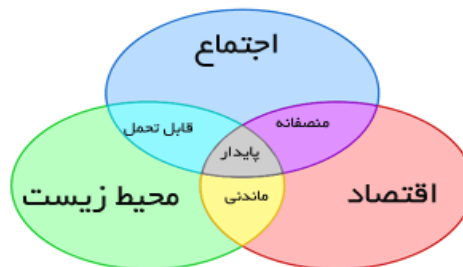 اجتماع
منصفانه
قابل تحمل
پایدار
اقتصاد
ماندنی
محیط زیست